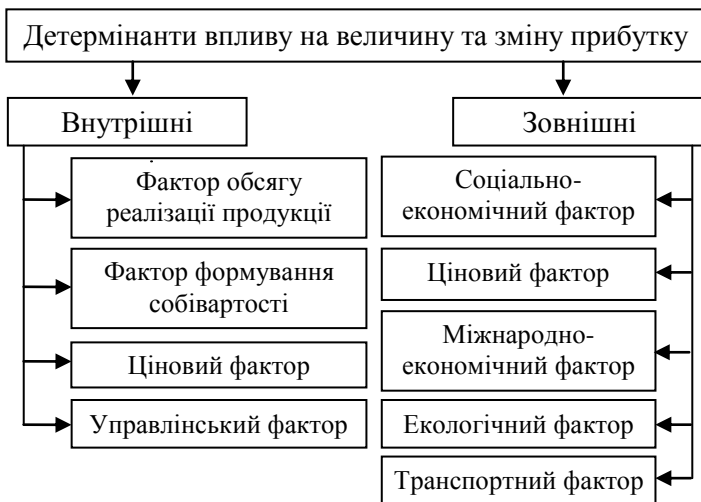 Детермінанти впливу на величину та зміну прибутку
Внутрішні
Зовнішні
Фактор обсягу
реалізації продукції
Фактор формування
собівартості
Ціновий фактор
Управлінський фактор
Соціально-
економічний фактор
Ціновий фактор
Міжнародно-
економічний фактор
Екологічний фактор
Транспортний фактор